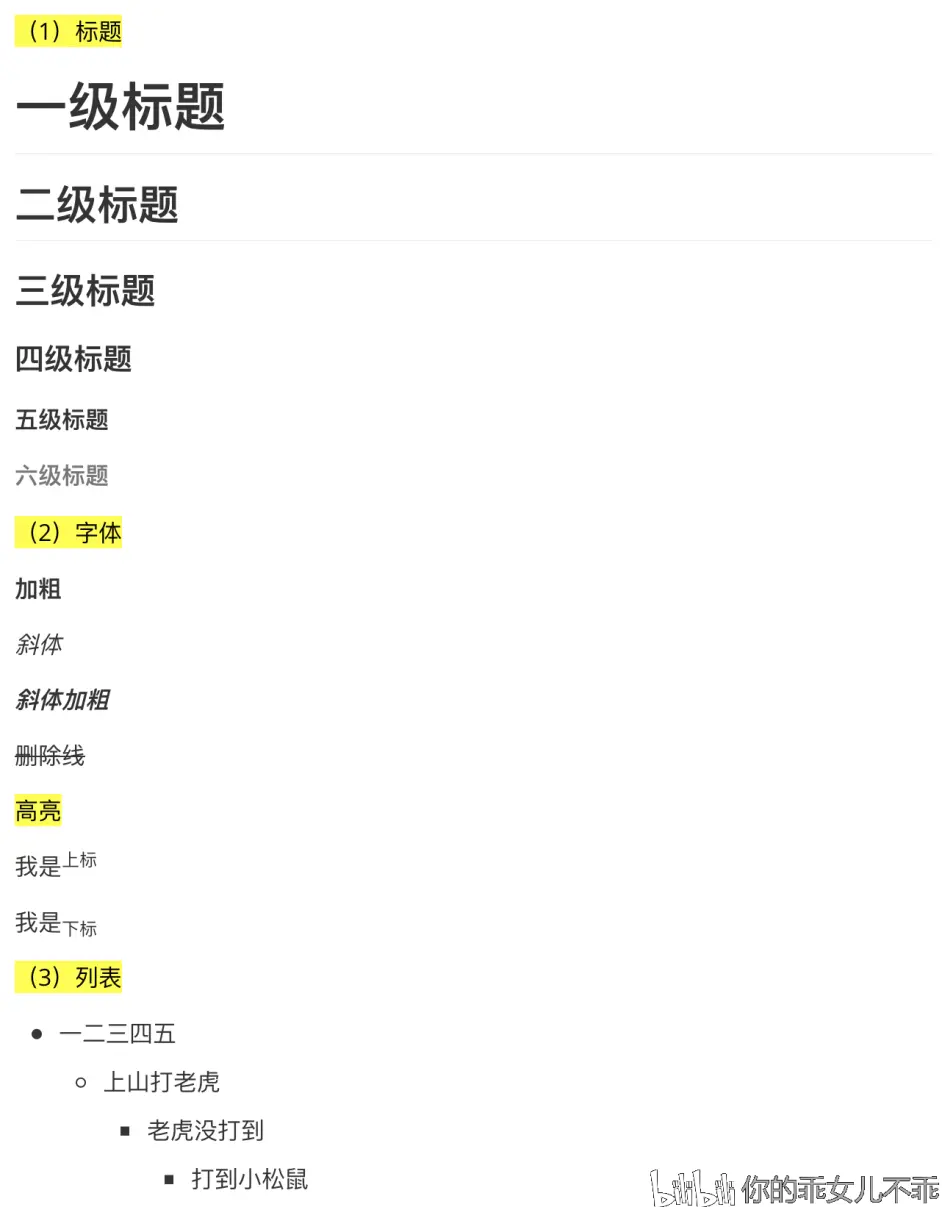 （1）标题
一级标题
二级标题
三级标题
四级标题
五级标题
六级标题
（2）字体
加粗
斜体
斜体加粗
删除线
高亮
我是上标
我是下标
（3）列表
一二三四五
上山打老虎
老虎没打到
打到小松鼠
bilibili 你的乖女儿不乖